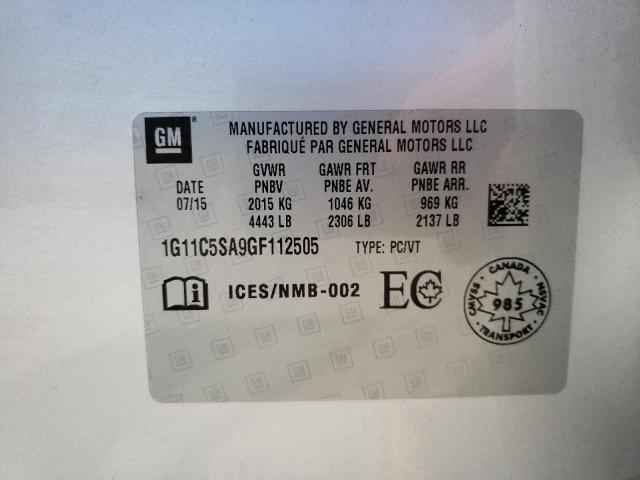 GM ®
MANUFACTURED BY GENERAL MOTORS LLC
FABRIQUÉ PAR GENERAL MOTORS LLC
GVWR GAWR FRT GAWR RR
DATE PNBV PNBE AV. PNBE ARR.
07/15 2015 KG 1046 KG 969 KG
4443 LB 2306 LB 2137 LB
1G11C5SA9GF112505 TYPE: PC/VT
i ICES/NMB-002 EC
CANADA
CMVSS 985 NSVAC
TRANSPORT